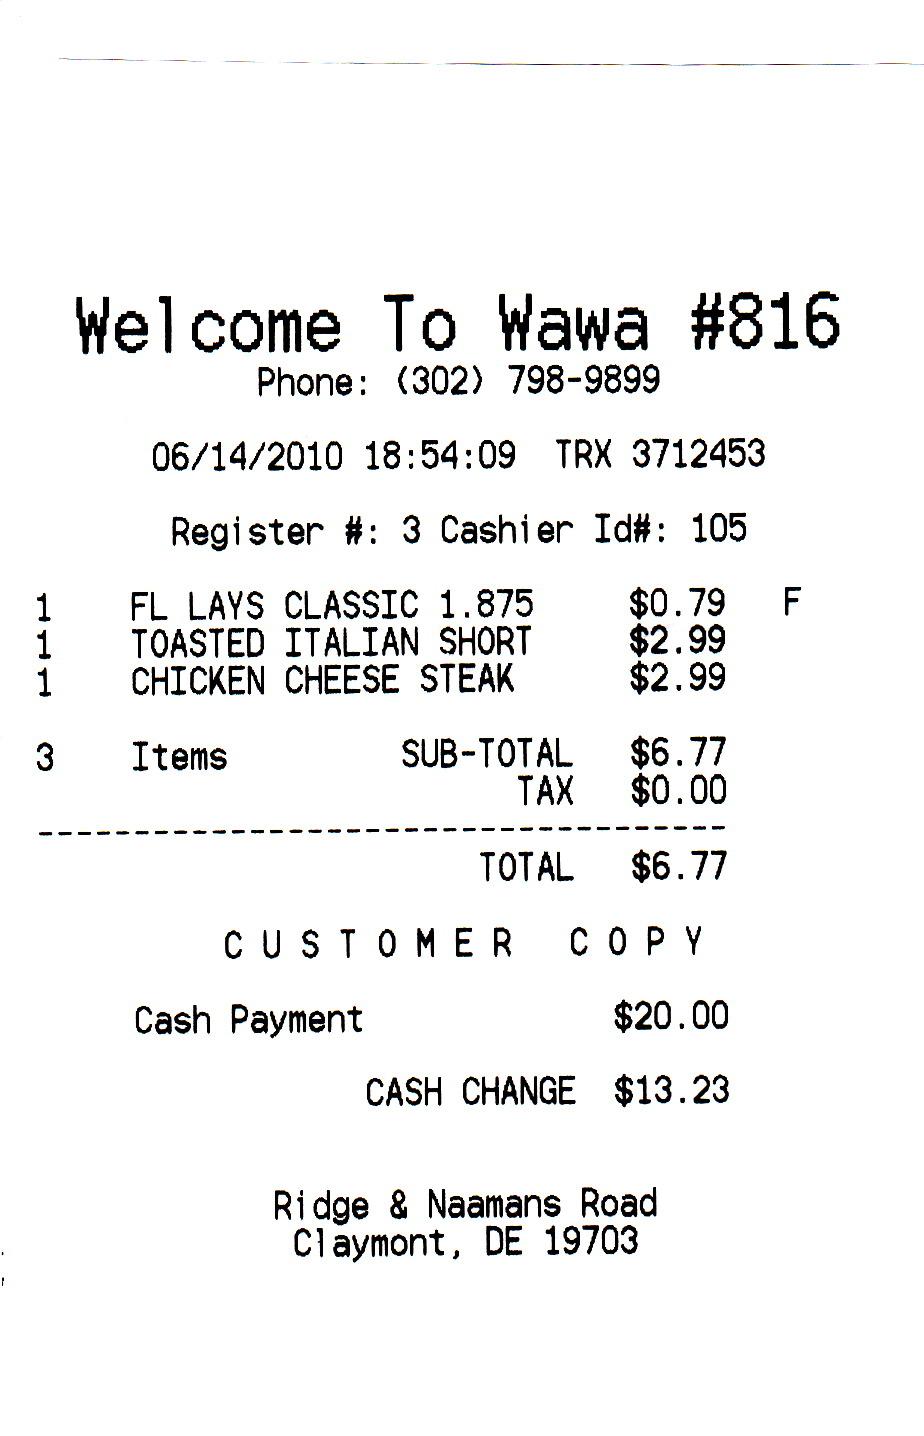 Welcome To Wawa #816
Phone: (302) 798-9899
06/14/2010 18:54:09 TRX 3712453
Register #: 3 Cashier Id#: 105
1 FL LAYS CLASSIC 1.875 $0.79 F
1 TOASTED ITALIAN SHORT $2.99
1 CHICKEN CHEESE STEAK $2.99
3 Items SUB-TOTAL $6.77
TAX $0.00
------------------------------------
TOTAL $6.77
C U S T O M E R   C O P Y
Cash Payment $20.00
CASH CHANGE $13.23
Ridge & Naamans Road
Claymont, DE 19703